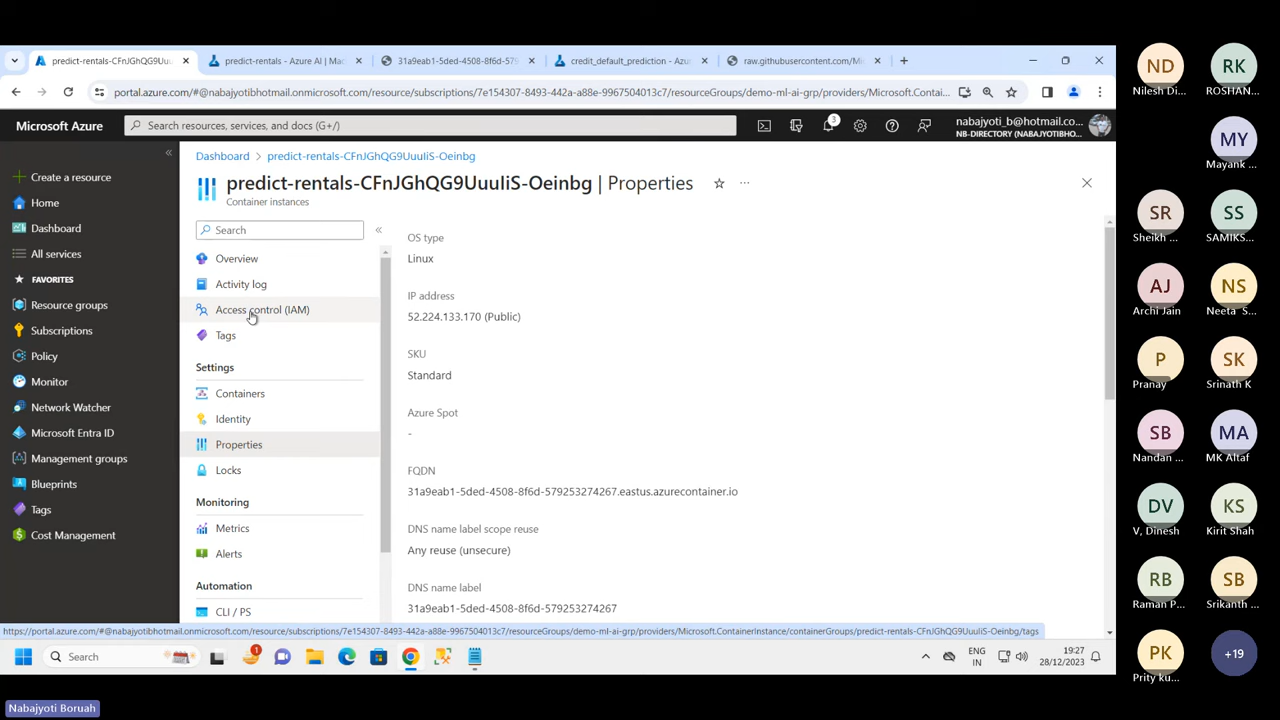 predict-rentals-CFnJGhQG9Uuu
predict-rentals - Azure AI | Mac
31a9eab1-5ded-4508-8f6d-579
credit_default_prediction - Azu
raw.githubusercontent.com/Mi
portal.azure.com/#@nabajyotibhotmail.onmicrosoft.com/resource/subscriptions/7e154307-8493-442a-a88e-9967504013c7/resourceGroups/demo-ml-ai-grp/providers/Microsoft.Contai...
Microsoft Azure
Search resources, services, and docs (G+/)
3
nabajyoti_b@hotmail.co...
NB-DIRECTORY (NABAJYOTIBHO...
Create a resource
Home
Dashboard
All services
FAVORITES
Resource groups
Subscriptions
Policy
Monitor
Network Watcher
Microsoft Entra ID
Management groups
Blueprints
Tags
Cost Management
Dashboard > predict-rentals-CFnJGhQG9UuuIiS-Oeinbg
predict-rentals-CFnJGhQG9UuuIiS-Oeinbg | Properties
Container instances
Search
Overview
Activity log
Access control (IAM)
Tags
Settings
Containers
Identity
Properties
Locks
Monitoring
Metrics
Alerts
Automation
CLI / PS
OS type
Linux
IP address
52.224.133.170 (Public)
SKU
Standard
Azure Spot
-
FQDN
31a9eab1-5ded-4508-8f6d-579253274267.eastus.azurecontainer.io
DNS name label scope reuse
Any reuse (unsecure)
DNS name label
31a9eab1-5ded-4508-8f6d-579253274267
https://portal.azure.com/#@nabajyotibhotmail.onmicrosoft.com/resource/subscriptions/7e154307-8493-442a-a88e-9967504013c7/resourceGroups/demo-ml-ai-grp/providers/Microsoft.ContainerInstance/containerGroups/predict-rentals-CFnJGhQG9UuuIiS-Oeinbg/tags
Search
1
ENG
IN
19:27
28/12/2023
Nabajyoti Boruah
ND
Nilesh Di...
RK
ROSHAN...
MY
Mayank ...
SR
Sheikh ...
SS
SAMIKS...
AJ
Archi Jain
NS
Neeta S...
P
Pranay
SK
Srinath K
SB
Nandan ...
MA
MK Altaf
DV
V, Dinesh
KS
Kirit Shah
RB
Raman P...
SB
Srikanth ...
PK
Prity ku...
+19